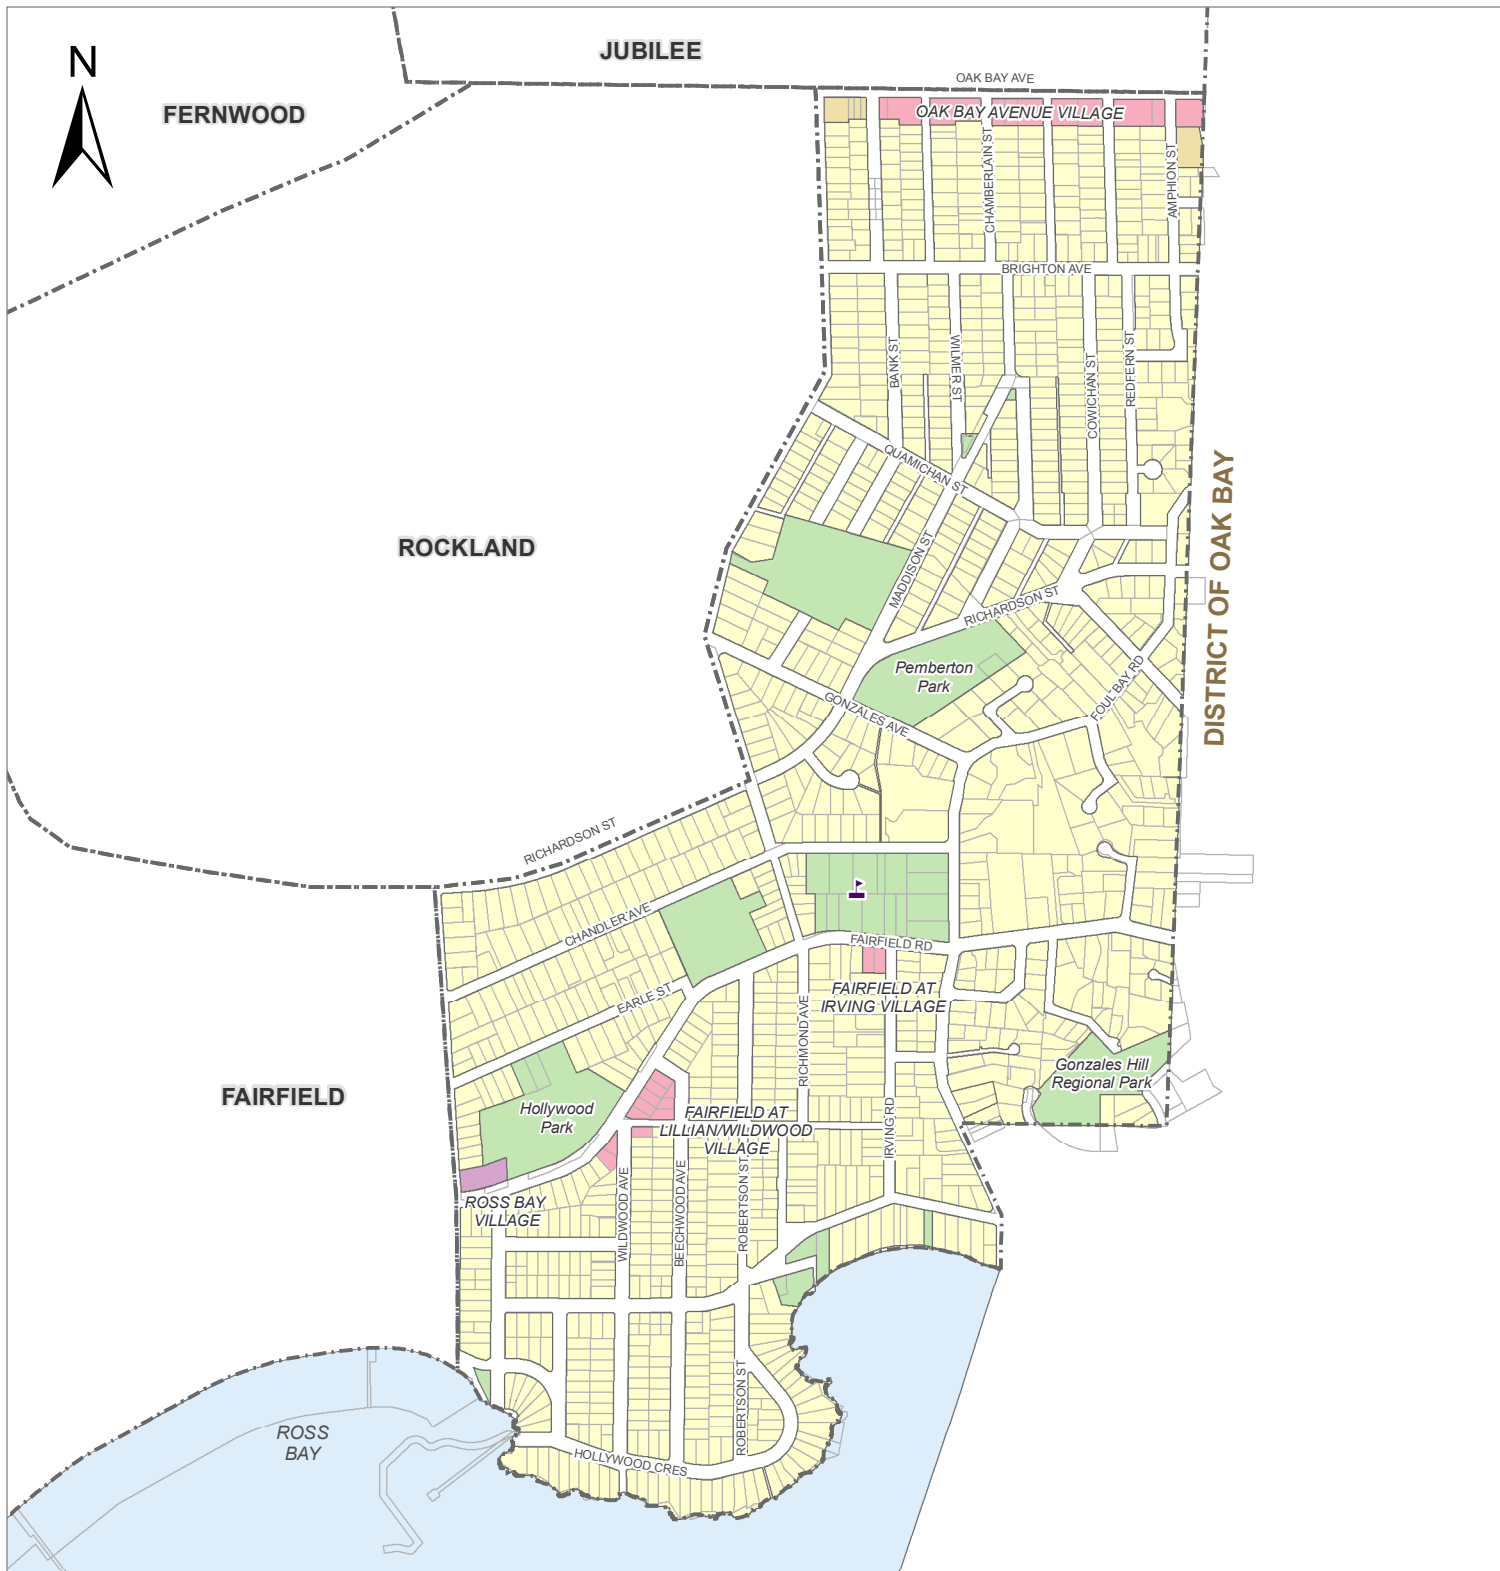 JUBILEE
N
OAK BAY AVE
FERNWOOD
OAK BAY AVENUE VILLAGE
CHAMBERLAIN ST
AMPHION ST
BRIGHTON AVE
BANK ST
WILMER ST
COWICHAN ST
REDFERN ST
QUAMICHAN ST
DISTRICT OF OAK BAY
ROCKLAND
MADDISON ST
RICHARDSON ST
Pemberton
Park
FOUL BAY RD
GONZALES AVE
RICHARDSON ST
CHANDLER AVE
FAIRFIELD RD
EARLE ST
FAIRFIELD AT
IRVING VILLAGE
RICHMOND AVE
Gonzales Hill
Regional Park
FAIRFIELD
Hollywood
Park
FAIRFIELD AT
LILLIAN/WILDWOOD
VILLAGE
IRVING RD
ROSS BAY
VILLAGE
WILDWOOD AVE
BEECHWOOD AVE
ROBERTSON ST
ROBERTSON ST
ROSS
BAY
HOLLYWOOD CRES